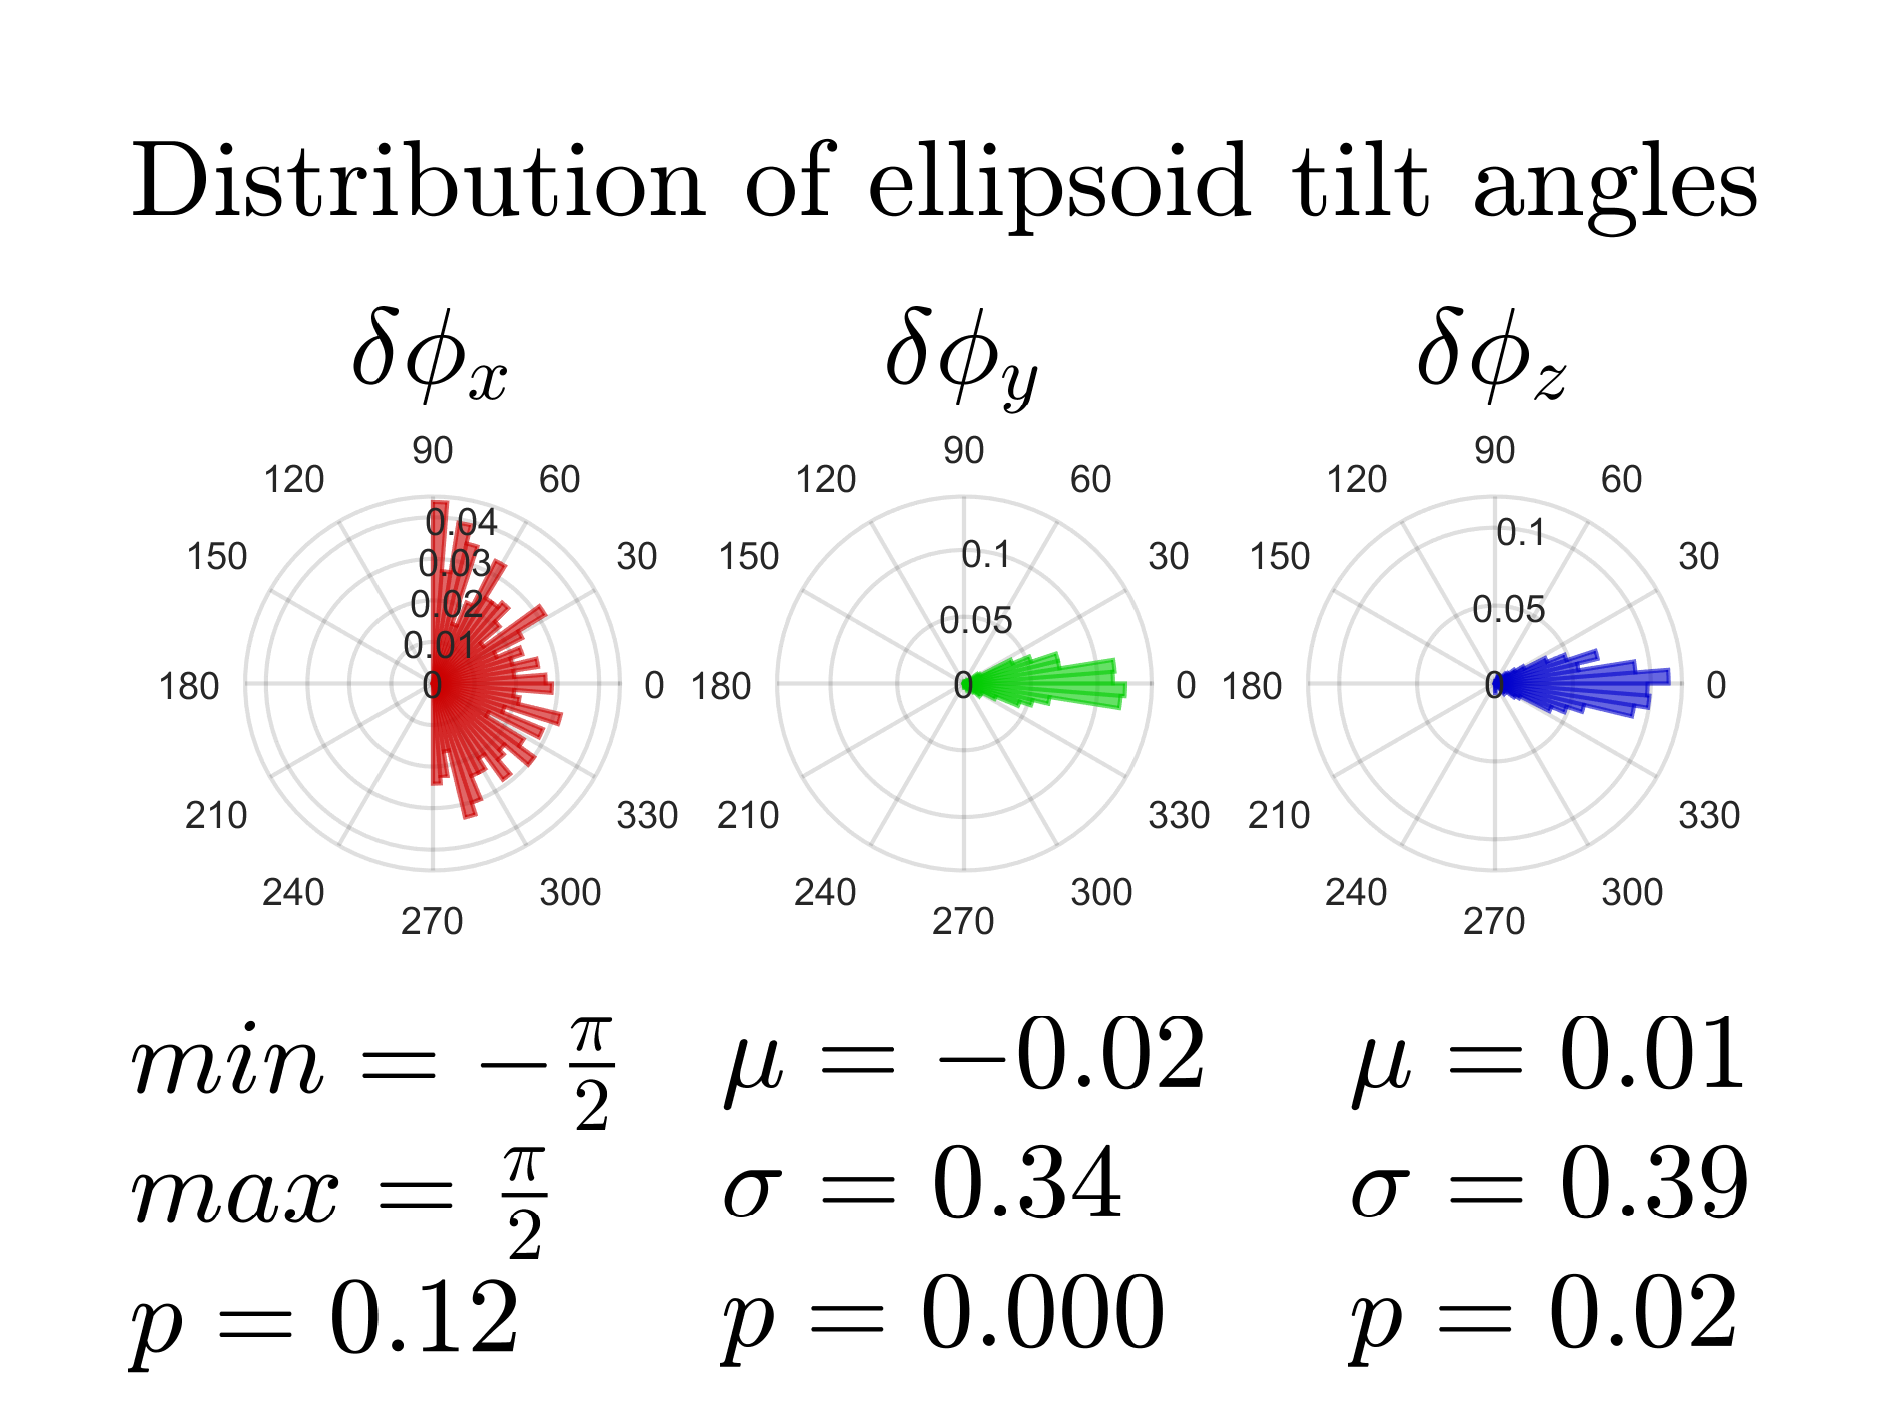 Distribution of ellipsoid tilt angles
δϕx δϕy δϕz
90 90 90
120 60 120 60 120 60
0.04 0.1 0.1
150 0.03 30 150 30 150 30
0.02 0.05 0.05
0.01
180 0 0 180 0 0 180 0 0
210 330 210 330 210 330
240 300 240 300 240 300
270 270 270
min = −π/2 μ = −0.02 μ = 0.01
max = π/2 σ = 0.34 σ = 0.39
p = 0.12 p = 0.000 p = 0.02